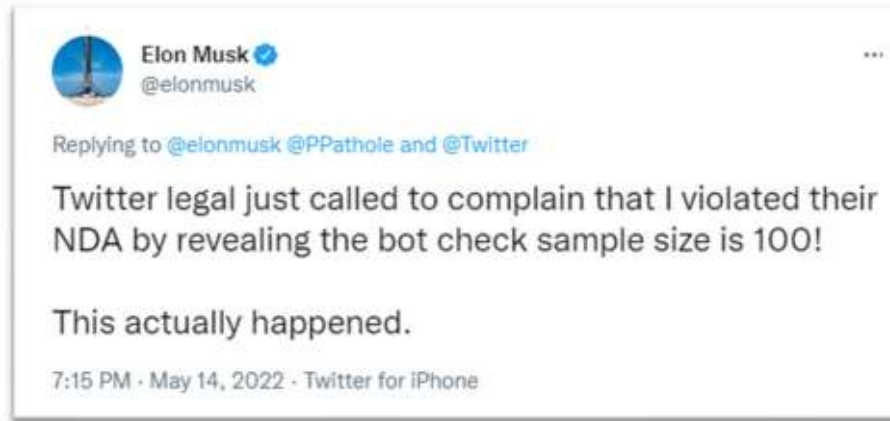 Elon Musk
@elonmusk
...
Replying to @elonmusk @PPathole and @Twitter
Twitter legal just called to complain that I violated their
NDA by revealing the bot check sample size is 100!
This actually happened.
7:15 PM · May 14, 2022 · Twitter for iPhone